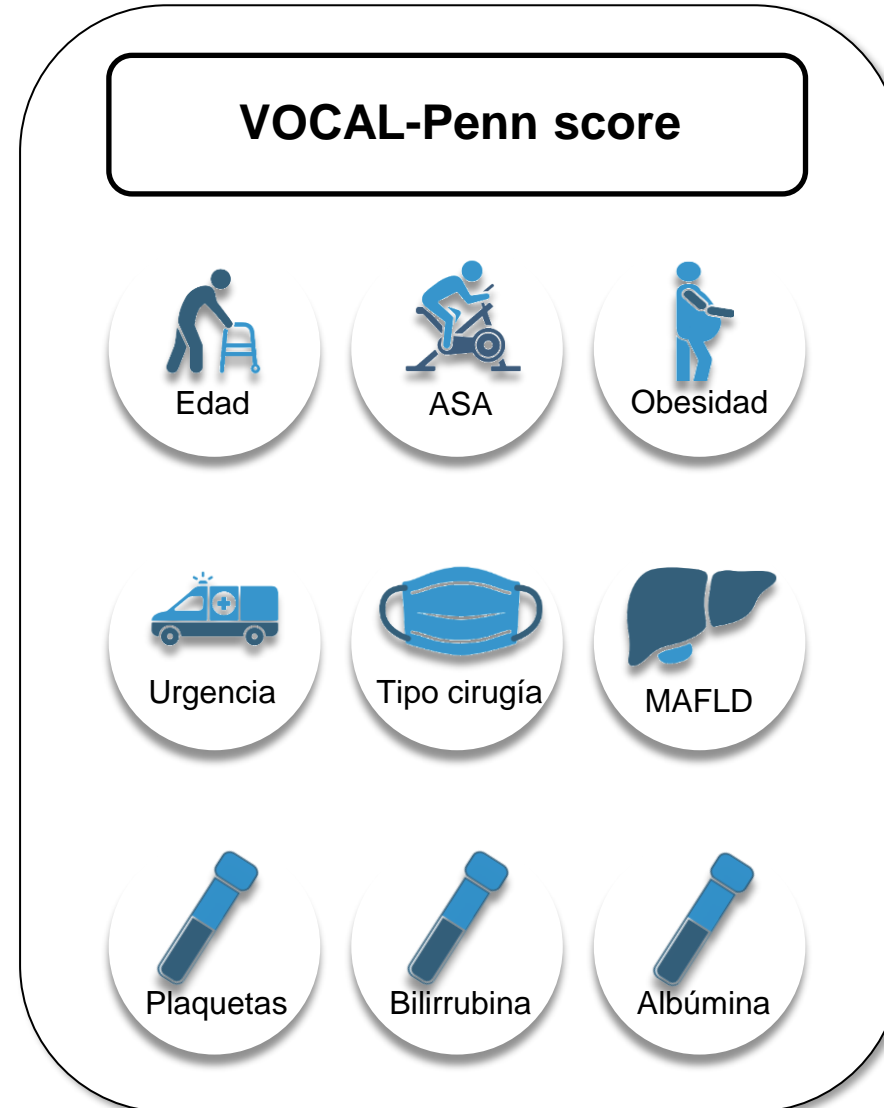 VOCAL-Penn score
Edad
ASA
Obesidad
Urgencia
Tipo cirugía
MAFLD
Plaquetas
Bilirrubina
Albúmina